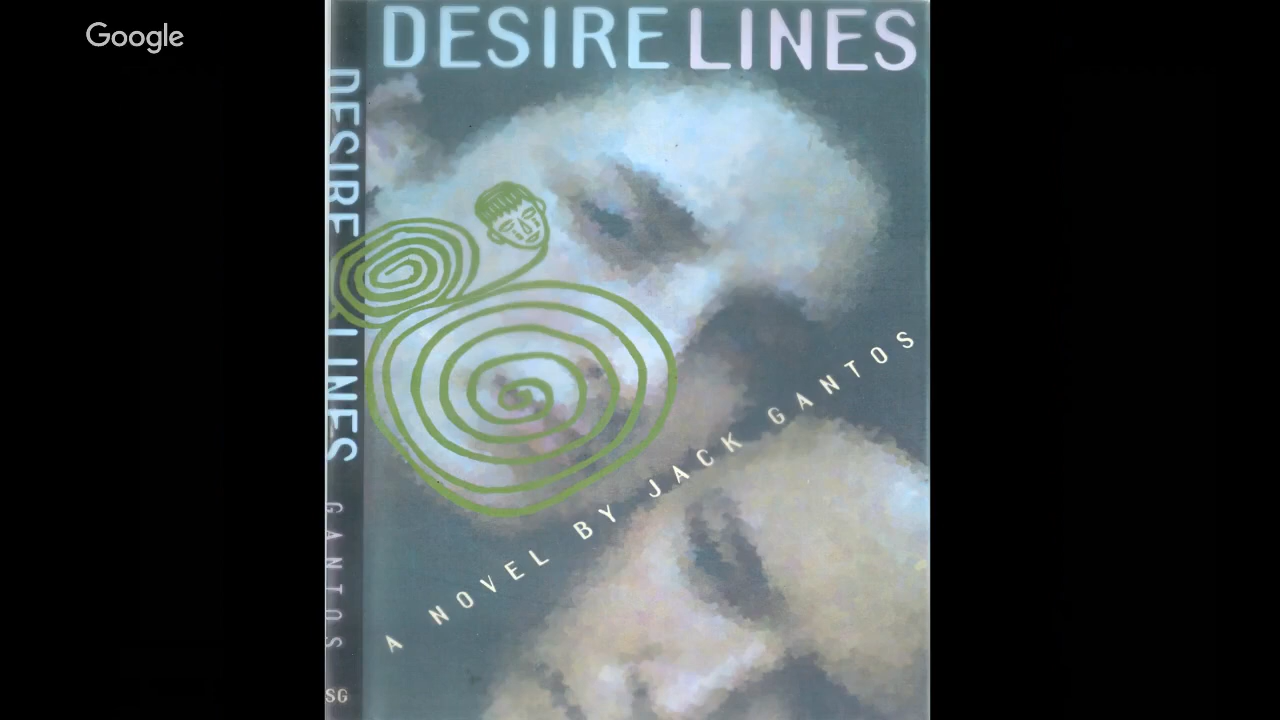 Google
DESIRE LINES
DESIRE LINES
GANTOS
SG
A NOVEL BY JACK GANTOS